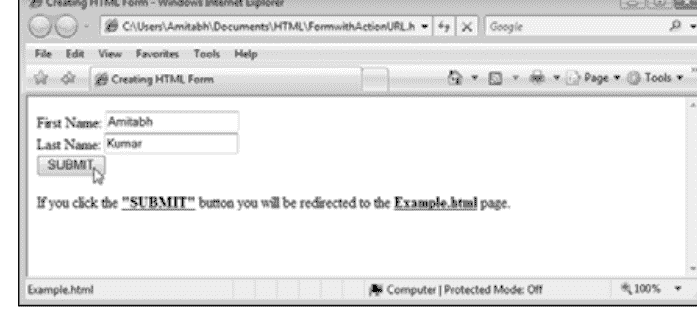 Creating HTML Form - Windows Internet Explorer
C:\Users\Amitabh\Documents\HTML\FormwithActionURL.h
Google
File Edit View Favorites Tools Help
Creating HTML Form
Page Tools
First Name: Amitabh
Last Name: Kumar
SUBMIT
If you click the "SUBMIT" button you will be redirected to the Example.html page.
Example.html
Computer | Protected Mode: Off
100%